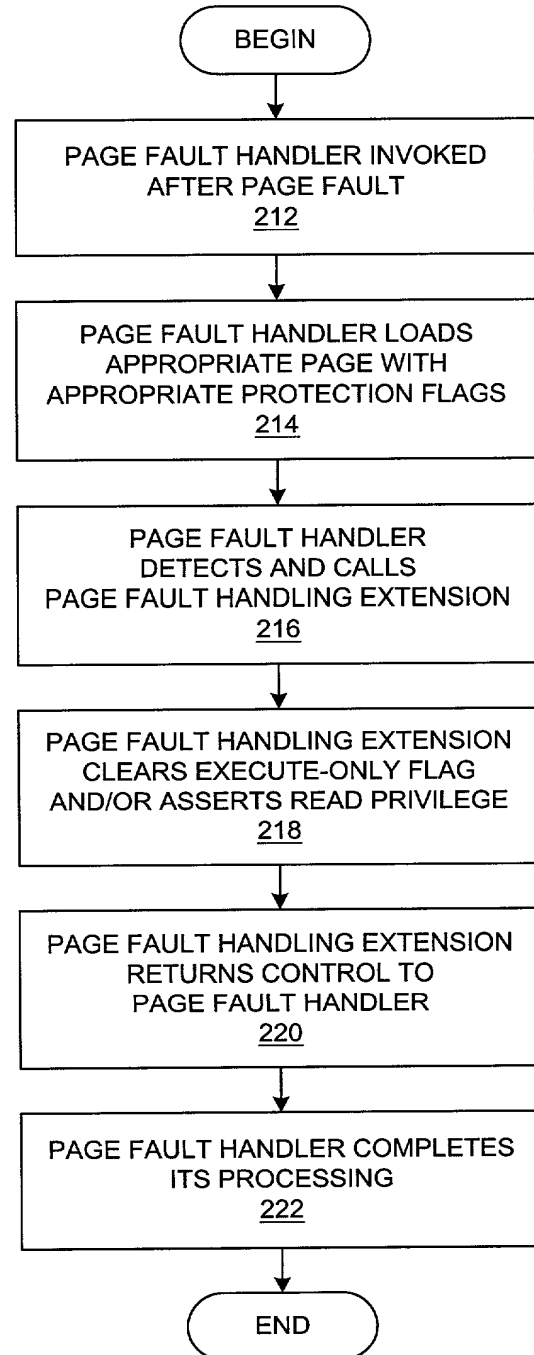 BEGIN
PAGE FAULT HANDLER INVOKED
AFTER PAGE FAULT
212
PAGE FAULT HANDLER LOADS
APPROPRIATE PAGE WITH
APPROPRIATE PROTECTION FLAGS
214
PAGE FAULT HANDLER
DETECTS AND CALLS
PAGE FAULT HANDLING EXTENSION
216
PAGE FAULT HANDLING EXTENSION
CLEARS EXECUTE-ONLY FLAG
AND/OR ASSERTS READ PRIVILEGE
218
PAGE FAULT HANDLING EXTENSION
RETURNS CONTROL TO
PAGE FAULT HANDLER
220
PAGE FAULT HANDLER COMPLETES
ITS PROCESSING
222
END